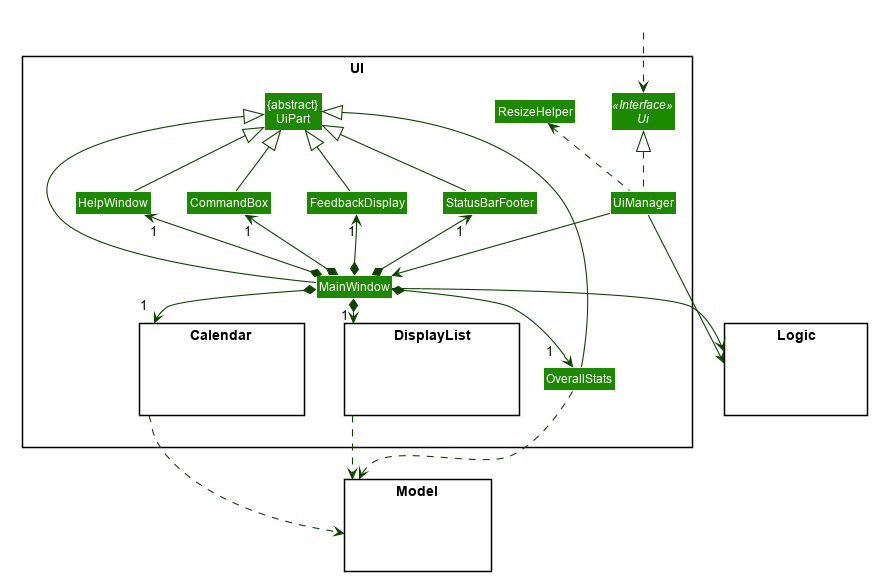 UI
{abstract}
UiPart
ResizeHelper
«Interface»
Ui
HelpWindow
CommandBox
FeedbackDisplay
StatusBarFooter
UiManager
1
1
1
1
MainWindow
1
1
Calendar
DisplayList
Logic
1
OverallStats
Model